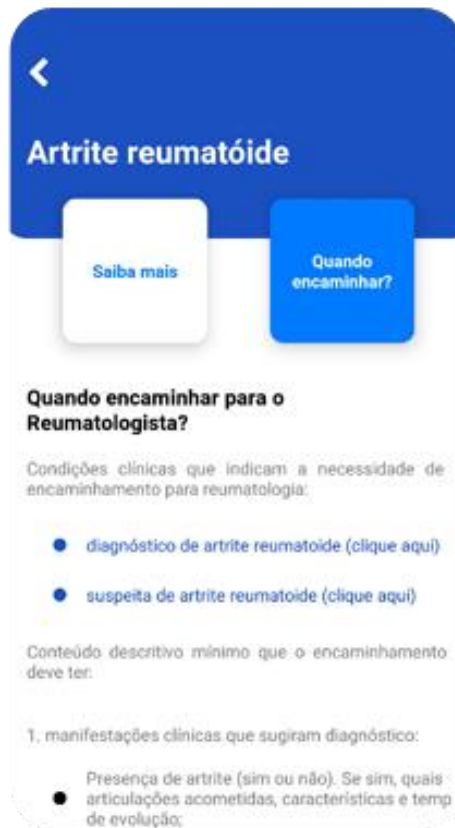 Artrite reumatóide
Saiba mais
Quando
encaminhar?
Quando encaminhar para o
Reumatologista?
Condições clínicas que indicam a necessidade de
encaminhamento para reumatologia:
diagnóstico de artrite reumatoide (clique aqui)
suspeita de artrite reumatoide (clique aqui)
Conteúdo descritivo mínimo que o encaminhamento
deve ter:
1. manifestações clínicas que sugiram diagnóstico:
Presença de artrite (sim ou não). Se sim, quais
articulações acometidas, características e temp
de evolução;